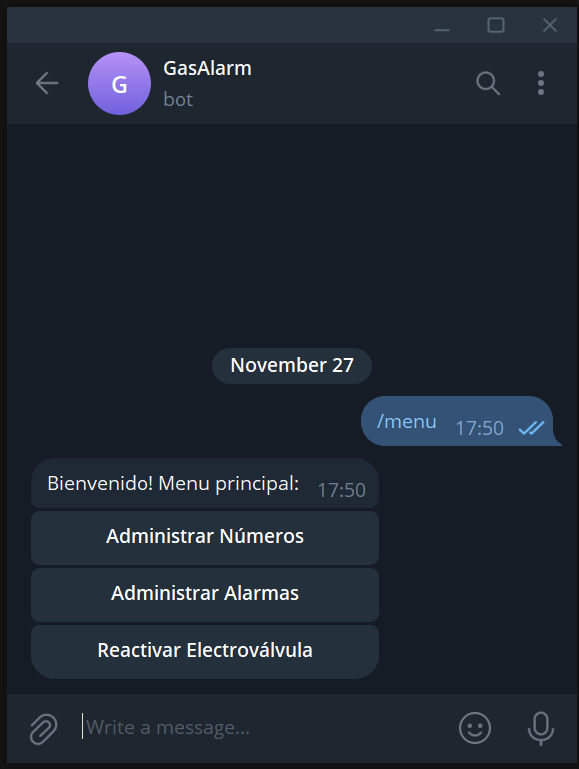 G
GasAlarm
bot
November 27
/menu 17:50
Bienvenido! Menu principal: 17:50
Administrar Números
Administrar Alarmas
Reactivar Electroválvula
Write a message...